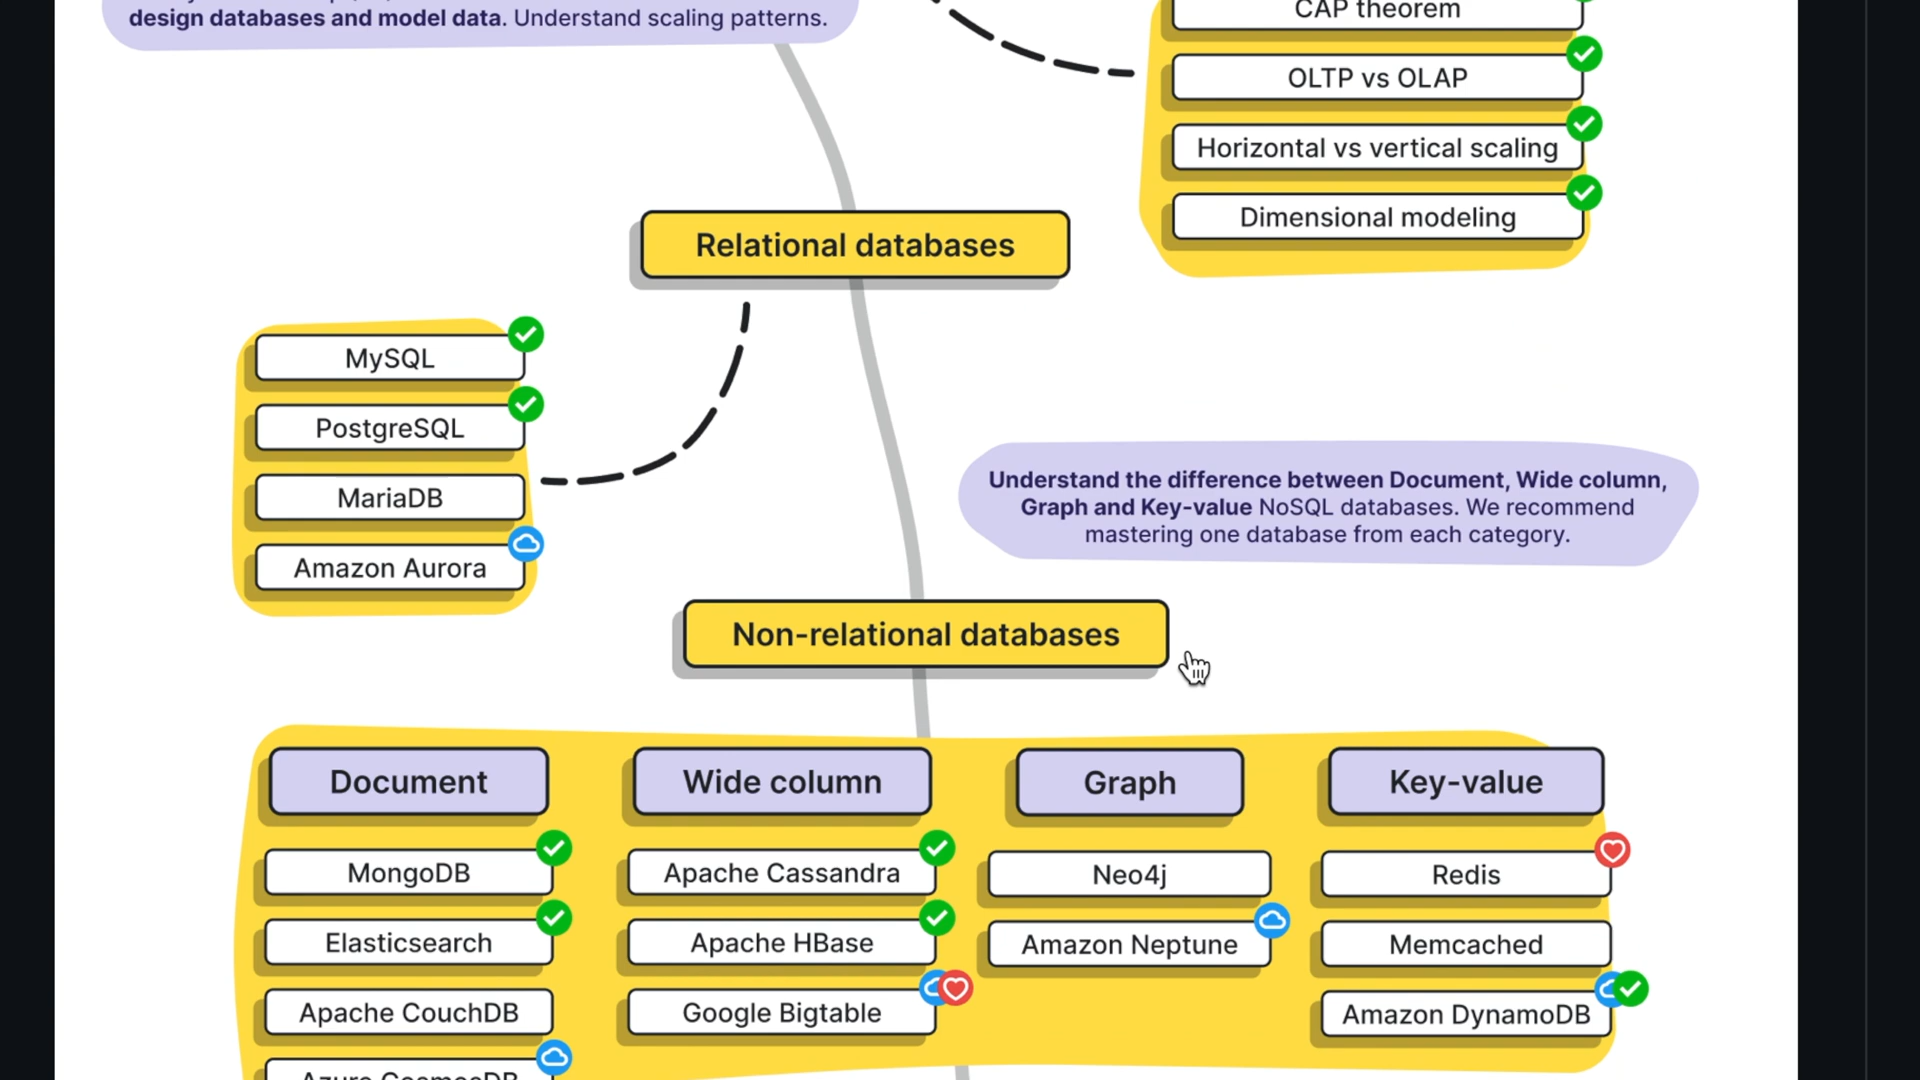 design databases and model data. Understand scaling patterns.
CAP theorem
OLTP vs OLAP
Horizontal vs vertical scaling
Dimensional modeling
Relational databases
MySQL
PostgreSQL
MariaDB
Amazon Aurora
Understand the difference between Document, Wide column,
Graph and Key-value NoSQL databases. We recommend
mastering one database from each category.
Non-relational databases
Document
MongoDB
Elasticsearch
Apache CouchDB
Azure CosmosDB
Wide column
Apache Cassandra
Apache HBase
Google Bigtable
Graph
Neo4j
Amazon Neptune
Key-value
Redis
Memcached
Amazon DynamoDB